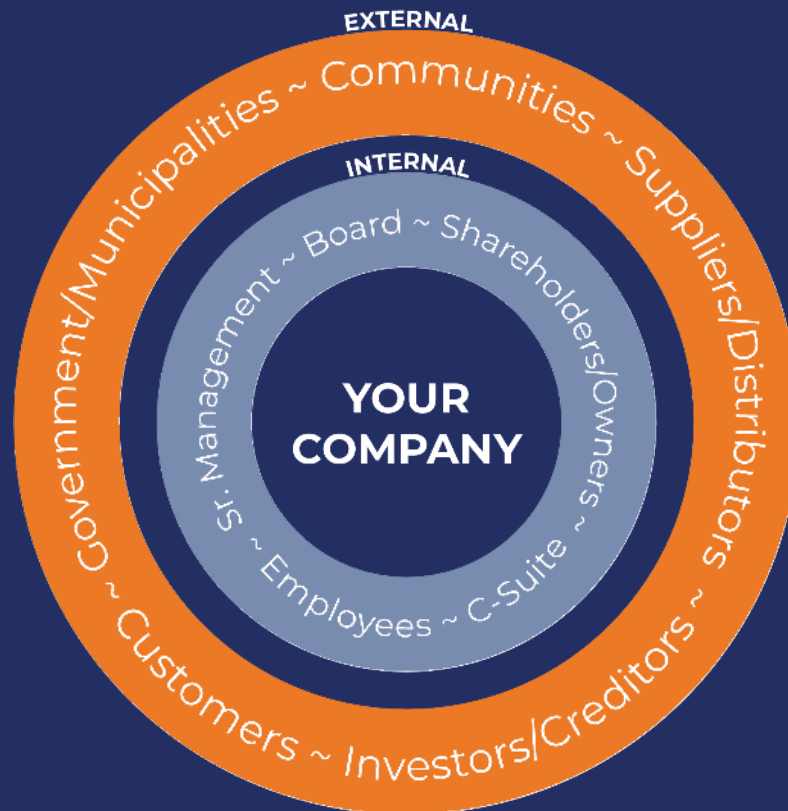 EXTERNAL
Government/Municipalities ~ Communities ~ Suppliers/Distributors ~ Investors/Creditors ~ Customers ~
INTERNAL
Sr. Management ~ Board ~ Shareholders/Owners ~ C-Suite ~ Employees ~
YOUR
COMPANY